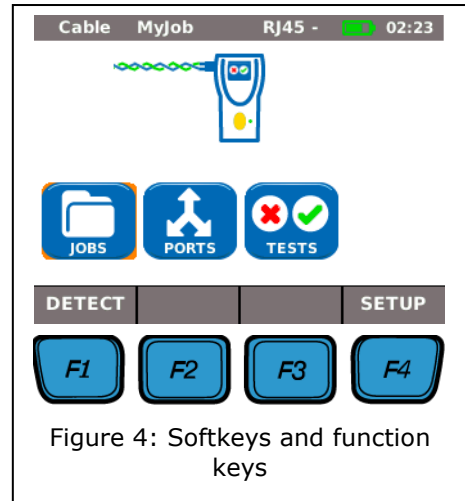 Cable MyJob RJ45 - 02:23
JOBS PORTS TESTS
DETECT SETUP
F1 F2 F3 F4
Figure 4: Softkeys and function
keys